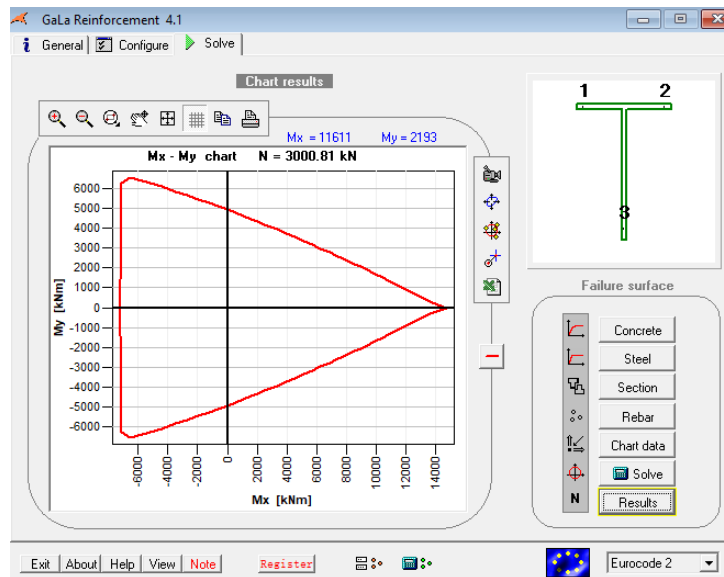 GaLa Reinforcement 4.1
General Configure Solve
Chart results
Mx = 11611 My = 2193
Mx - My chart N = 3000.81 kN
My [kNm]
6000
5000
4000
3000
2000
1000
0
-1000
-2000
-3000
-4000
-5000
-6000
-6000 -4000 -2000 0 2000 4000 6000 8000 10000 12000 14000
Mx [kNm]
1 2
3
Failure surface
Concrete
Steel
Section
Rebar
Chart data
Solve
N Results
Exit About Help View Note Register Eurocode 2